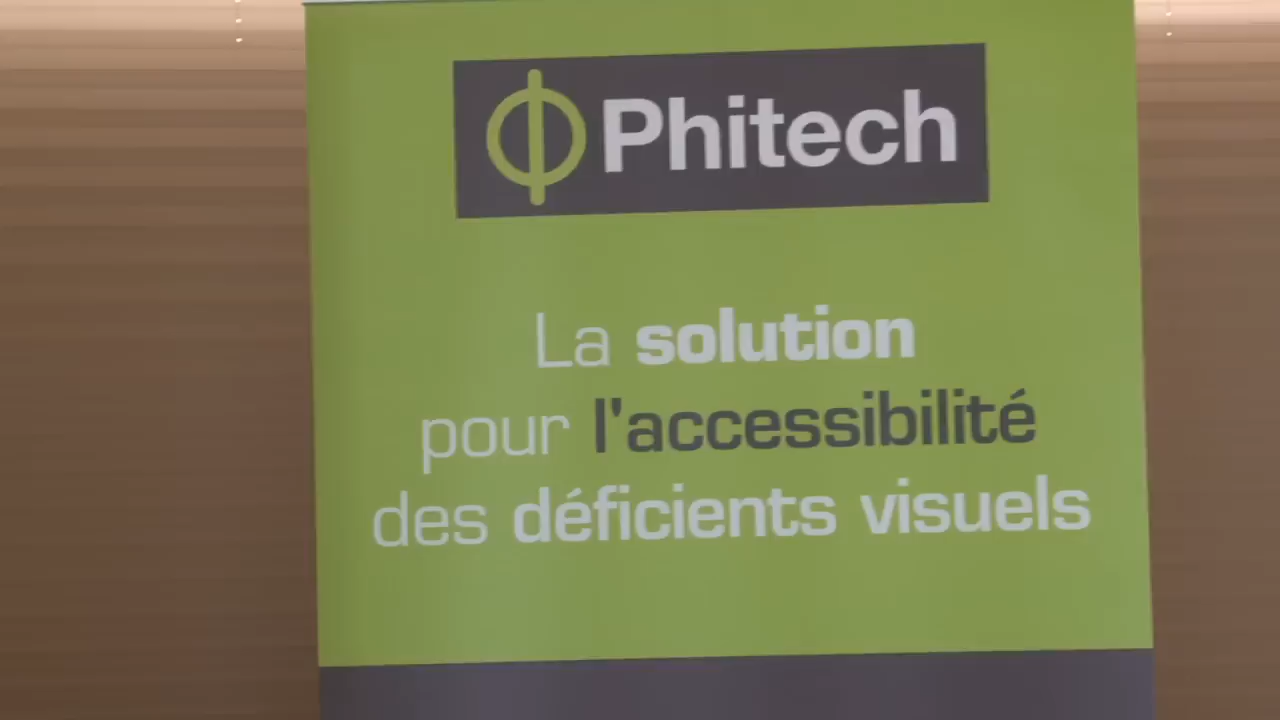 Phitech
La solution
pour l'accessibilité
des déficients visuels